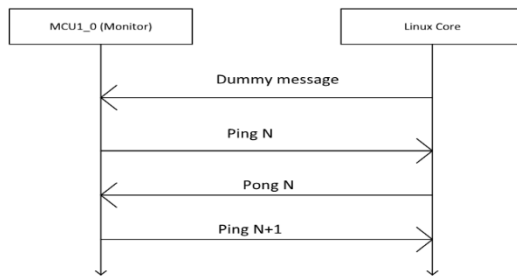 MCU1_0 (Monitor)
Linux Core
Dummy message
Ping N
Pong N
Ping N+1